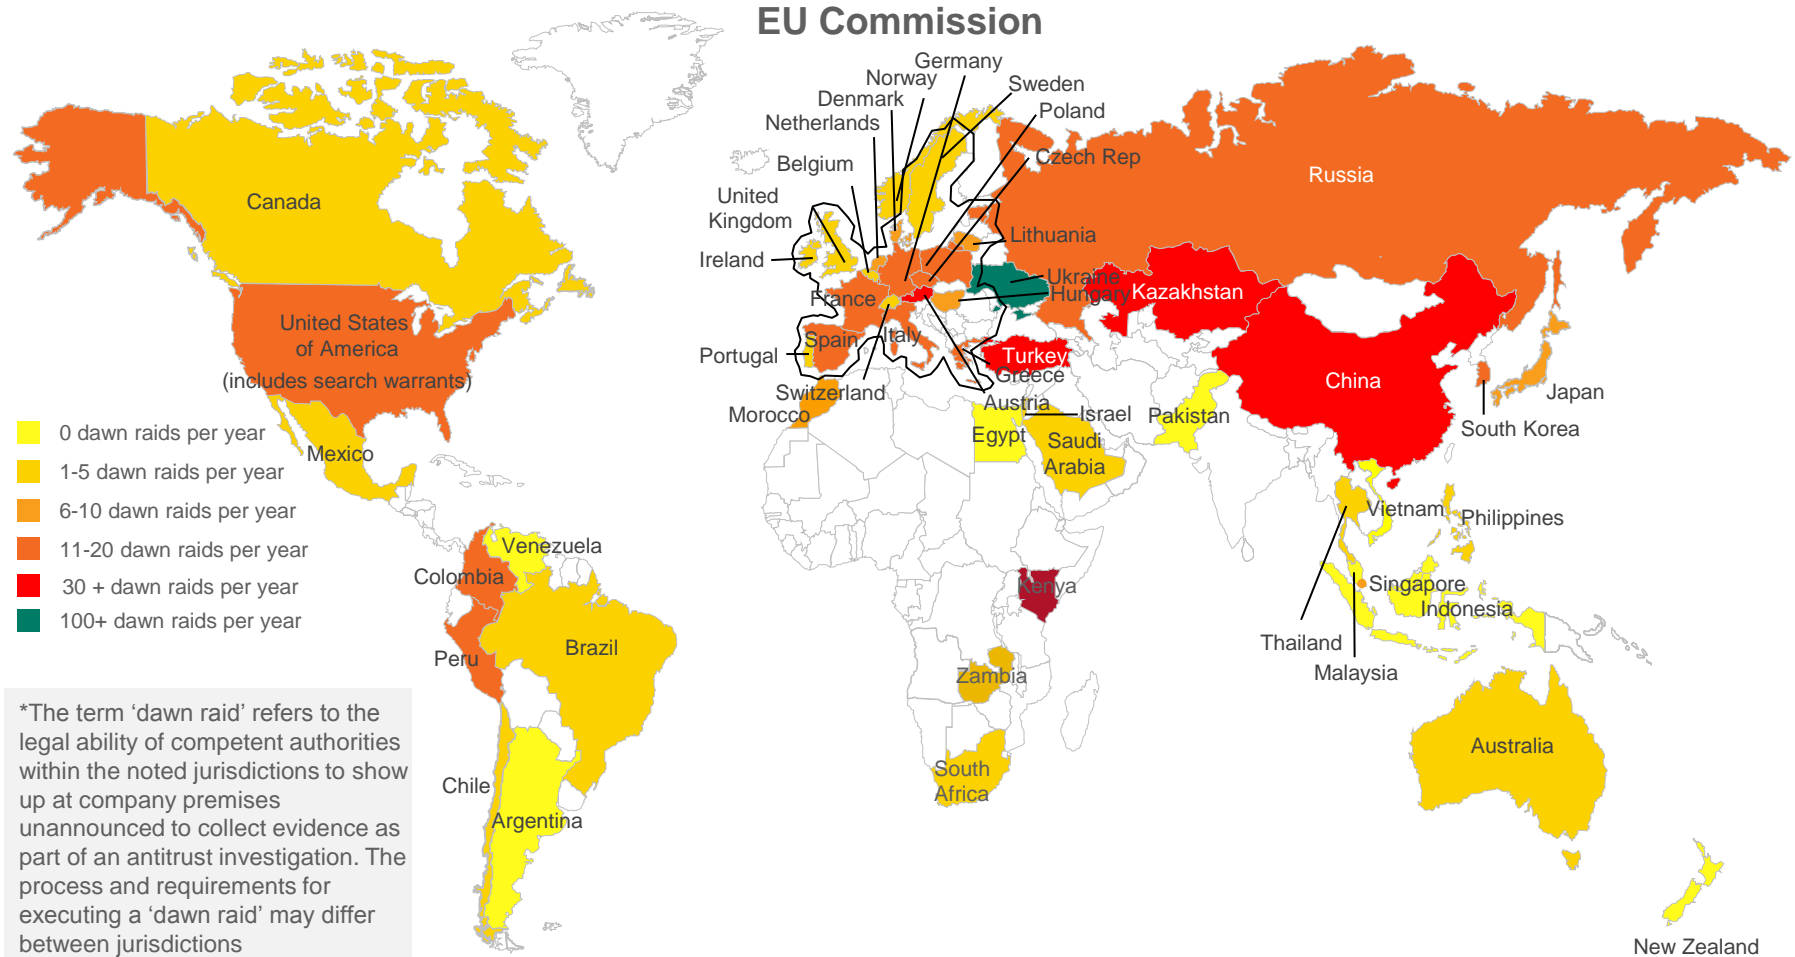 EU Commission
Germany
Norway
Sweden
Denmark
Poland
Netherlands
Czech Rep
Belgium
Russia
United
Kingdom
Canada
Lithuania
Ireland
Ukraine
Hungary
Kazakhstan
France
United States
of America
Spain
Italy
Portugal
Turkey
Greece
(includes search warrants)
China
Switzerland
Japan
Austria
Morocco
Israel
Pakistan
South Korea
Egypt
Saudi
Arabia
Mexico
0 dawn raids per year
1-5 dawn raids per year
6-10 dawn raids per year
11-20 dawn raids per year
30 + dawn raids per year
100+ dawn raids per year
Vietnam
Philippines
Venezuela
Colombia
Kenya
Singapore
Indonesia
Thailand
Malaysia
Brazil
Peru
Zambia
*The term ‘dawn raid’ refers to the
legal ability of competent authorities
within the noted jurisdictions to show
up at company premises
unannounced to collect evidence as
part of an antitrust investigation. The
process and requirements for
executing a ‘dawn raid’ may differ
between jurisdictions
Australia
South
Africa
Chile
Argentina
New Zealand